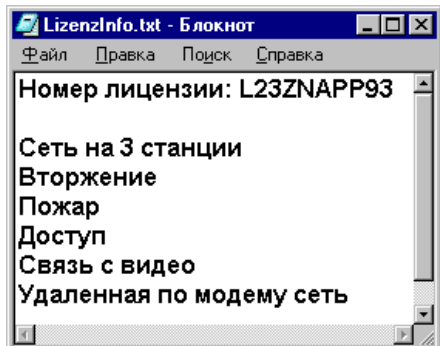 LizenzInfo.txt - Блокнот
Файл Правка Поиск Справка
Номер лицензии: L23ZNAPP93
Сеть на 3 станции
Вторжение
Пожар
Доступ
Связь с видео
Удаленная по модему сеть